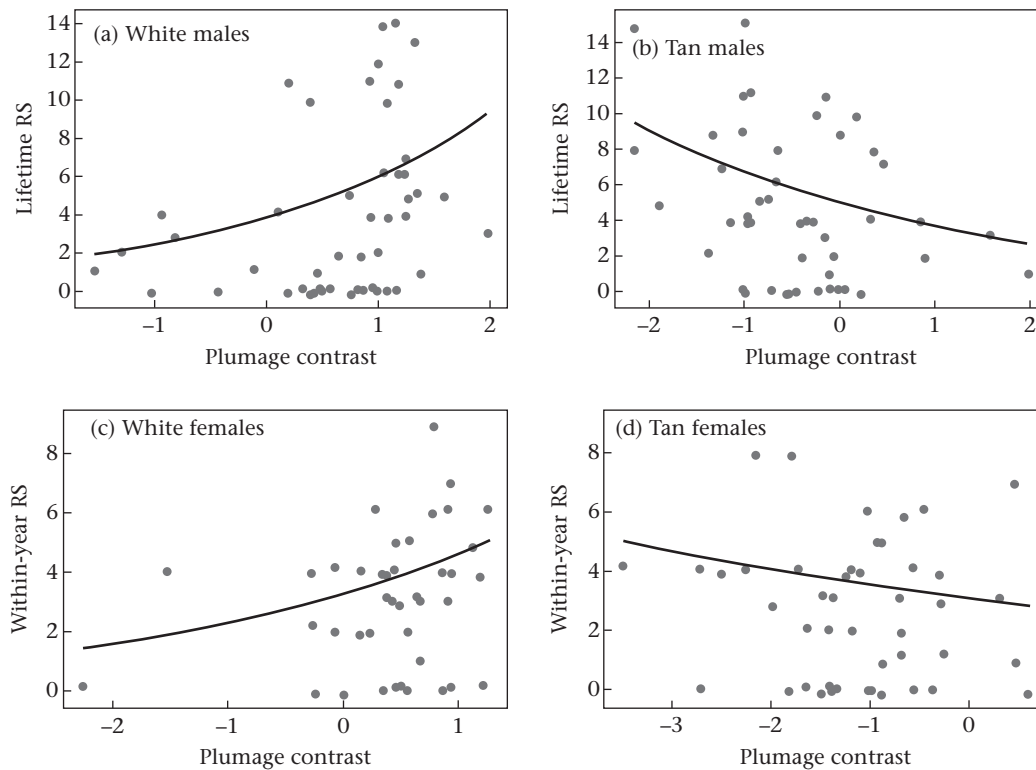 (a) White males
Lifetime RS
14
12
10
8
6
4
2
0
−1 0 1 2
Plumage contrast
(b) Tan males
Lifetime RS
14
12
10
8
6
4
2
0
−2 −1 0 1 2
Plumage contrast
(c) White females
Within-year RS
8
6
4
2
0
−2 −1 0 1
Plumage contrast
(d) Tan females
Within-year RS
8
6
4
2
0
−3 −2 −1 0
Plumage contrast